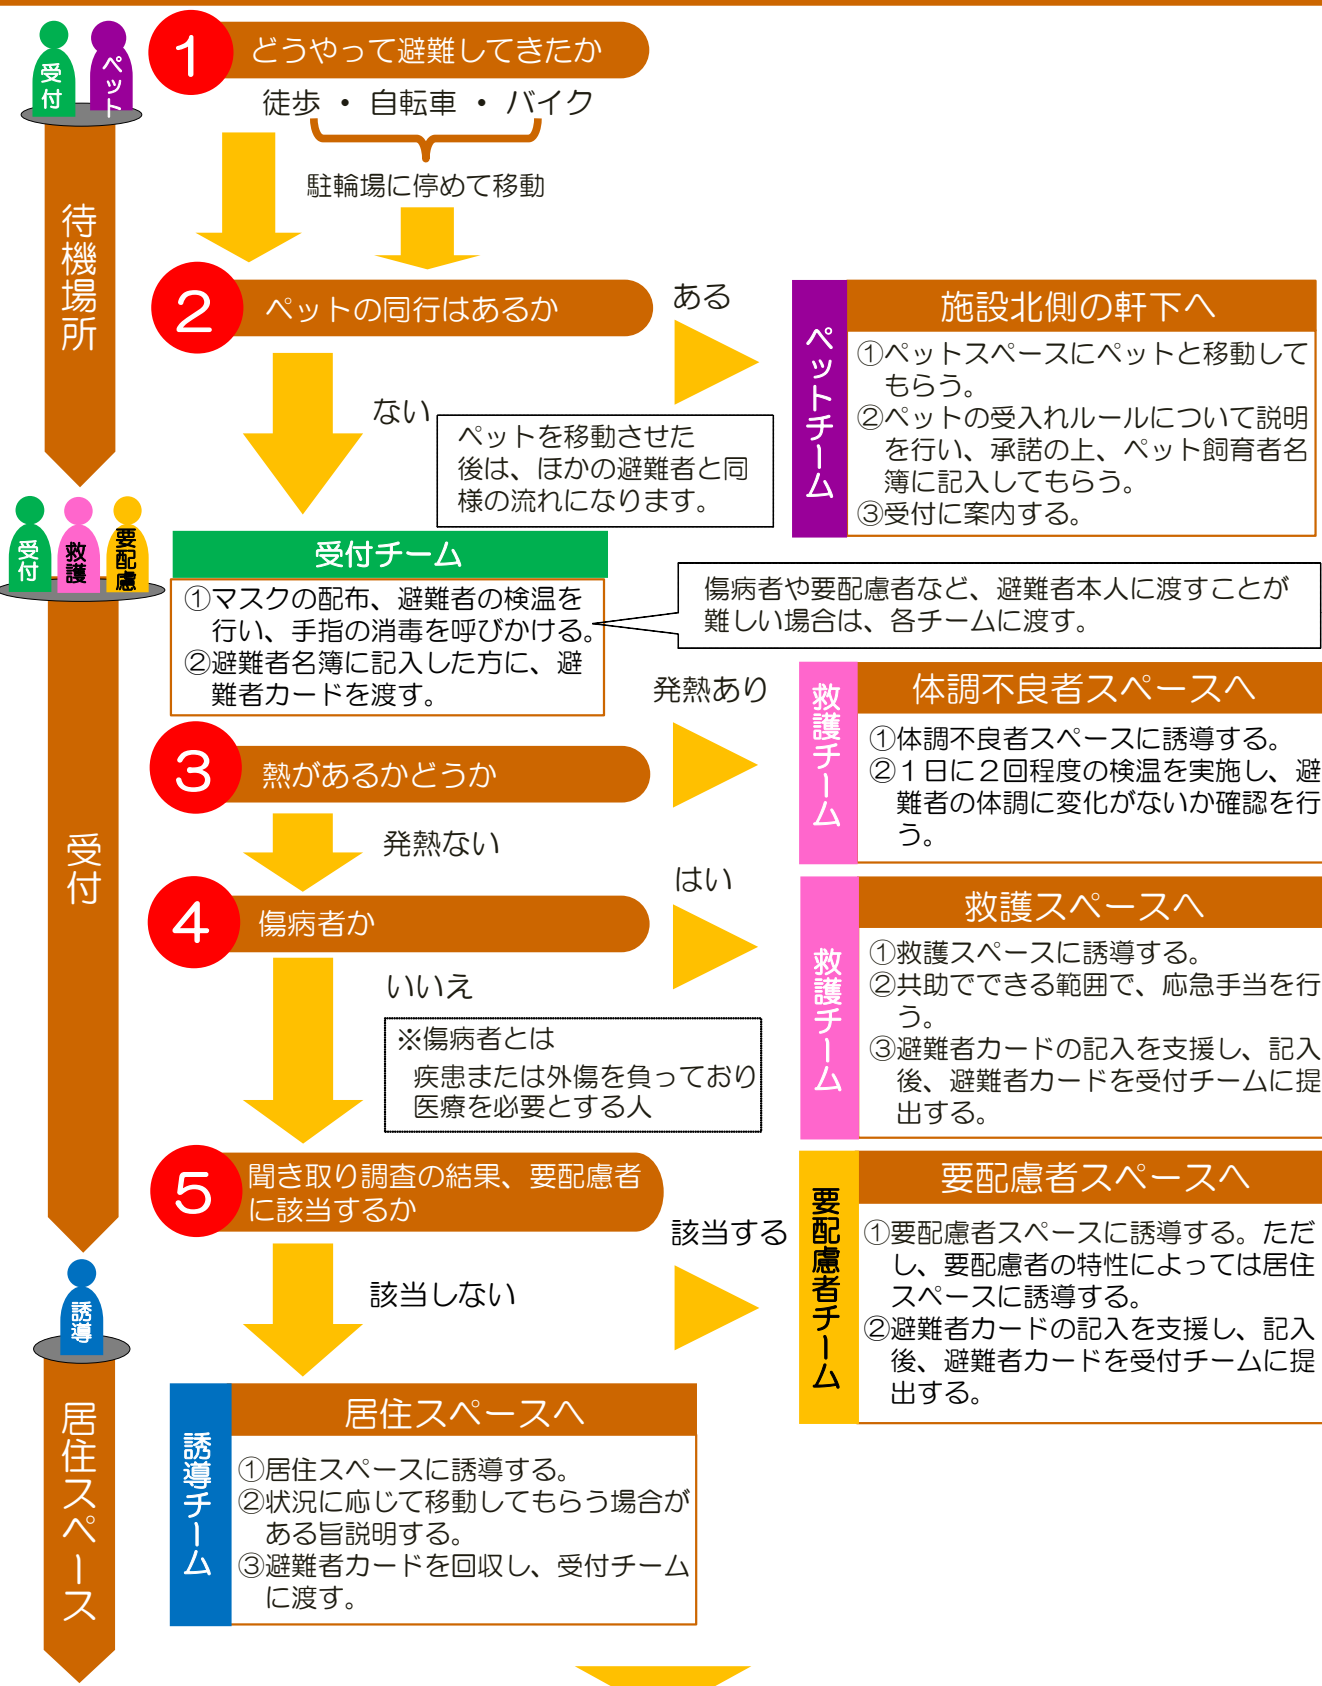 受付
ペット
1
どうやって避難してきたか
徒歩 ・ 自転車 ・ バイク
駐輪場に停めて移動
待機場所
2
ペットの同行はあるか
ある
ない
ペットを移動させた
後は、ほかの避難者と同
様の流れになります。
ペットチーム
施設北側の軒下へ
①ペットスペースにペットと移動して
もらう。
②ペットの受入れルールについて説明
を行い、承諾の上、ペット飼育者名
簿に記入してもらう。
③受付に案内する。
受付
救護
要配慮
受付チーム
①マスクの配布、避難者の検温を
行い、手指の消毒を呼びかける。
②避難者名簿に記入した方に、避
難者カードを渡す。
傷病者や要配慮者など、避難者本人に渡すことが
難しい場合は、各チームに渡す。
受付
3
熱があるかどうか
発熱あり
発熱ない
救護チーム
体調不良者スペースへ
①体調不良者スペースに誘導する。
②１日に２回程度の検温を実施し、避
難者の体調に変化がないか確認を行
う。
4
傷病者か
はい
いいえ
※傷病者とは
疾患または外傷を負っており
医療を必要とする人
救護チーム
救護スペースへ
①救護スペースに誘導する。
②共助でできる範囲で、応急手当を行
う。
③避難者カードの記入を支援し、記入
後、避難者カードを受付チームに提
出する。
5
聞き取り調査の結果、要配慮者
に該当するか
該当する
該当しない
要配慮者チーム
要配慮者スペースへ
①要配慮者スペースに誘導する。ただ
し、要配慮者の特性によっては居住
スペースに誘導する。
②避難者カードの記入を支援し、記入
後、避難者カードを受付チームに提
出する。
誘導
居住スペース
誘導チーム
居住スペースへ
①居住スペースに誘導する。
②状況に応じて移動してもらう場合が
ある旨説明する。
③避難者カードを回収し、受付チーム
に渡す。